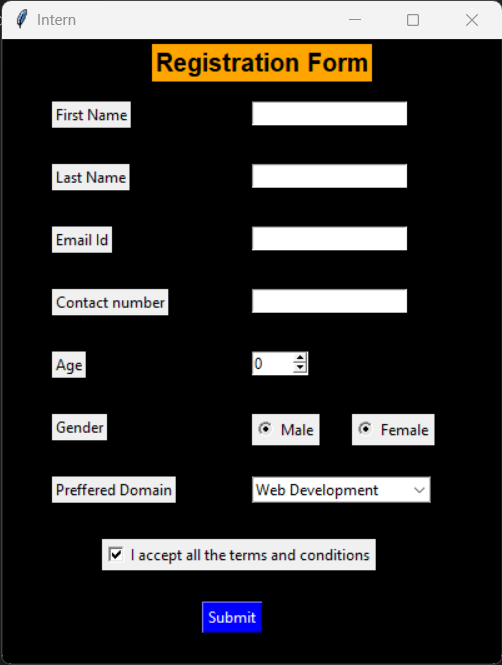 Intern
Registration Form
First Name
Last Name
Email Id
Contact number
Age 0
Gender Male Female
Preffered Domain Web Development
I accept all the terms and conditions
Submit